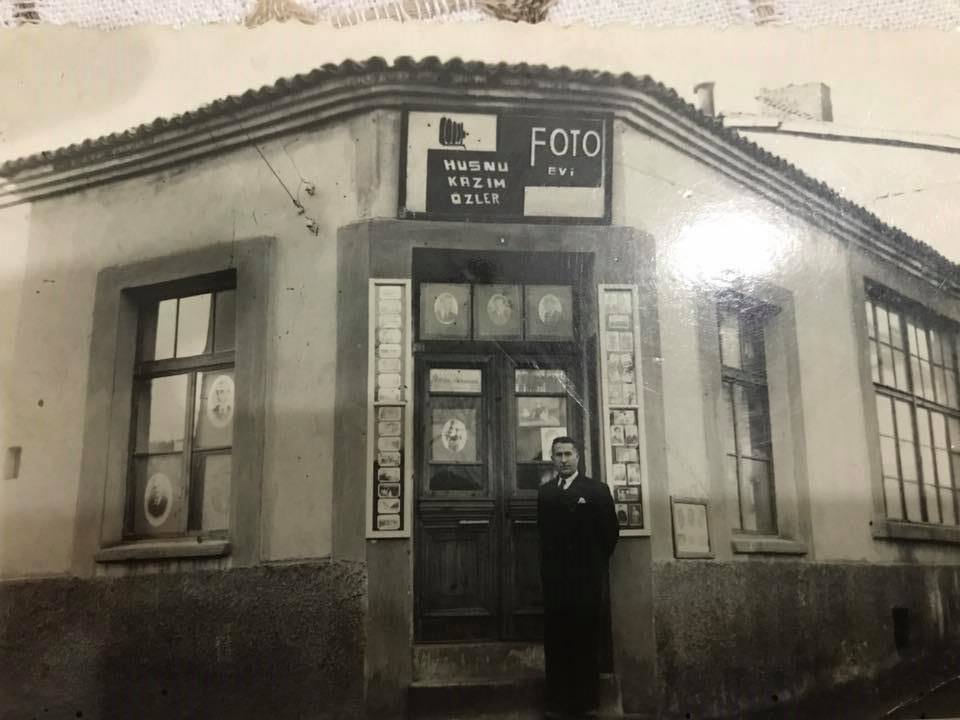 HUSNU
KAZIM
ÖZLER
FOTO
EVi